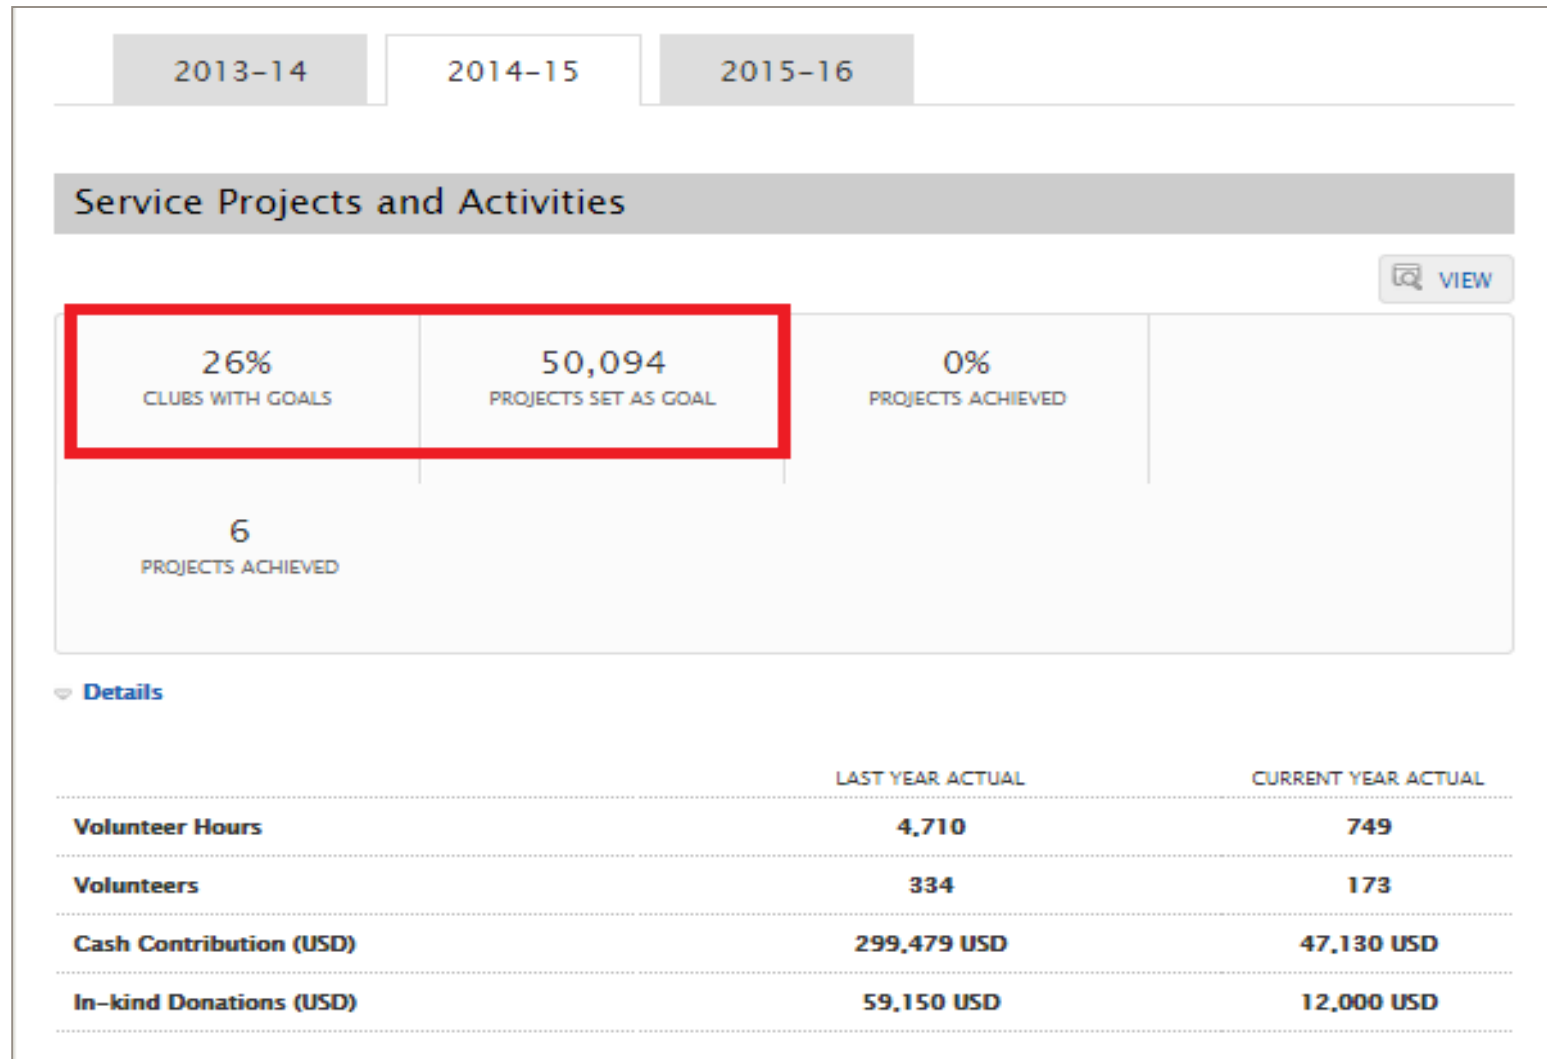 2013-14 2014-15 2015-16
Service Projects and Activities
VIEW
26% 50,094 0%
CLUBS WITH GOALS PROJECTS SET AS GOAL PROJECTS ACHIEVED
6
PROJECTS ACHIEVED
Details
LAST YEAR ACTUAL CURRENT YEAR ACTUAL
Volunteer Hours 4,710 749
Volunteers 334 173
Cash Contribution (USD) 299,479 USD 47,130 USD
In-kind Donations (USD) 59,150 USD 12,000 USD